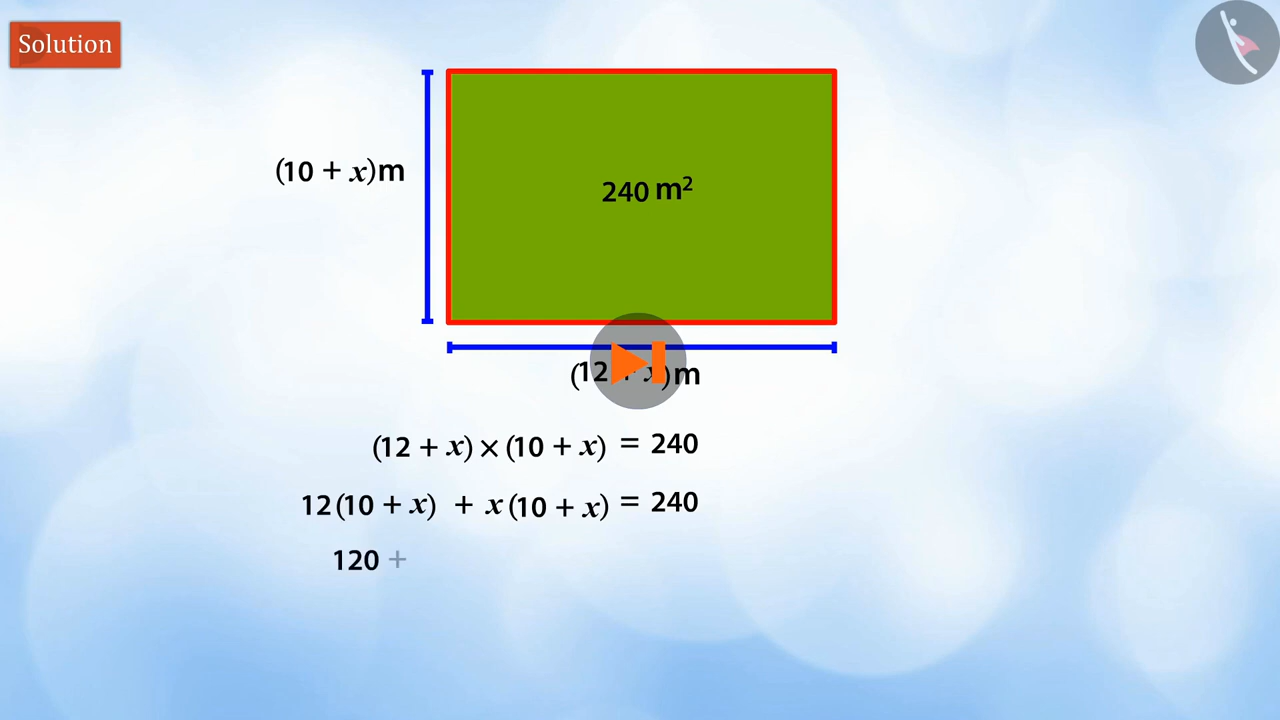 Solution
(10 + x)m
240 m²
(12 + x)m
(12 + x) × (10 + x) = 240
12(10 + x) + x(10 + x) = 240
120 +